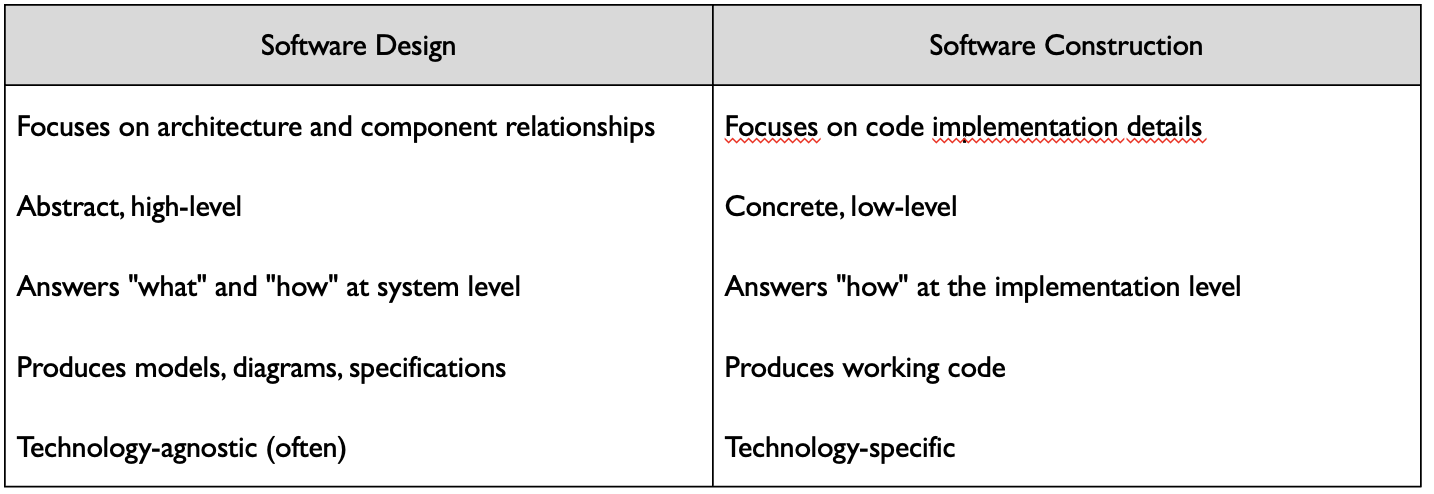 Software Design
Software Construction
Focuses on architecture and component relationships
Focuses on code implementation details
Abstract, high-level
Concrete, low-level
Answers "what" and "how" at system level
Answers "how" at the implementation level
Produces models, diagrams, specifications
Produces working code
Technology-agnostic (often)
Technology-specific